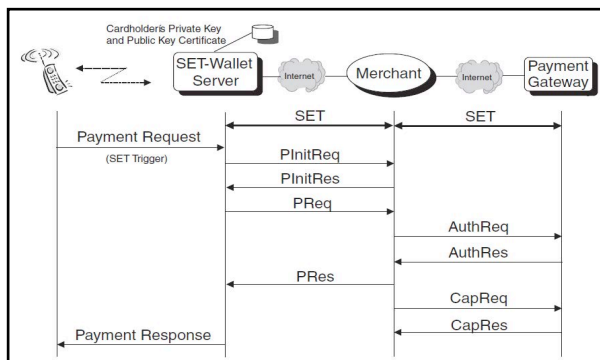 Cardholder's Private Key
and Public Key Certificate
SET-Wallet
Server
Internet
Merchant
Internet
Payment
Gateway
SET
SET
Payment Request
(SET Trigger)
PInitReq
PInitRes
PReq
AuthReq
AuthRes
PRes
CapReq
CapRes
Payment Response